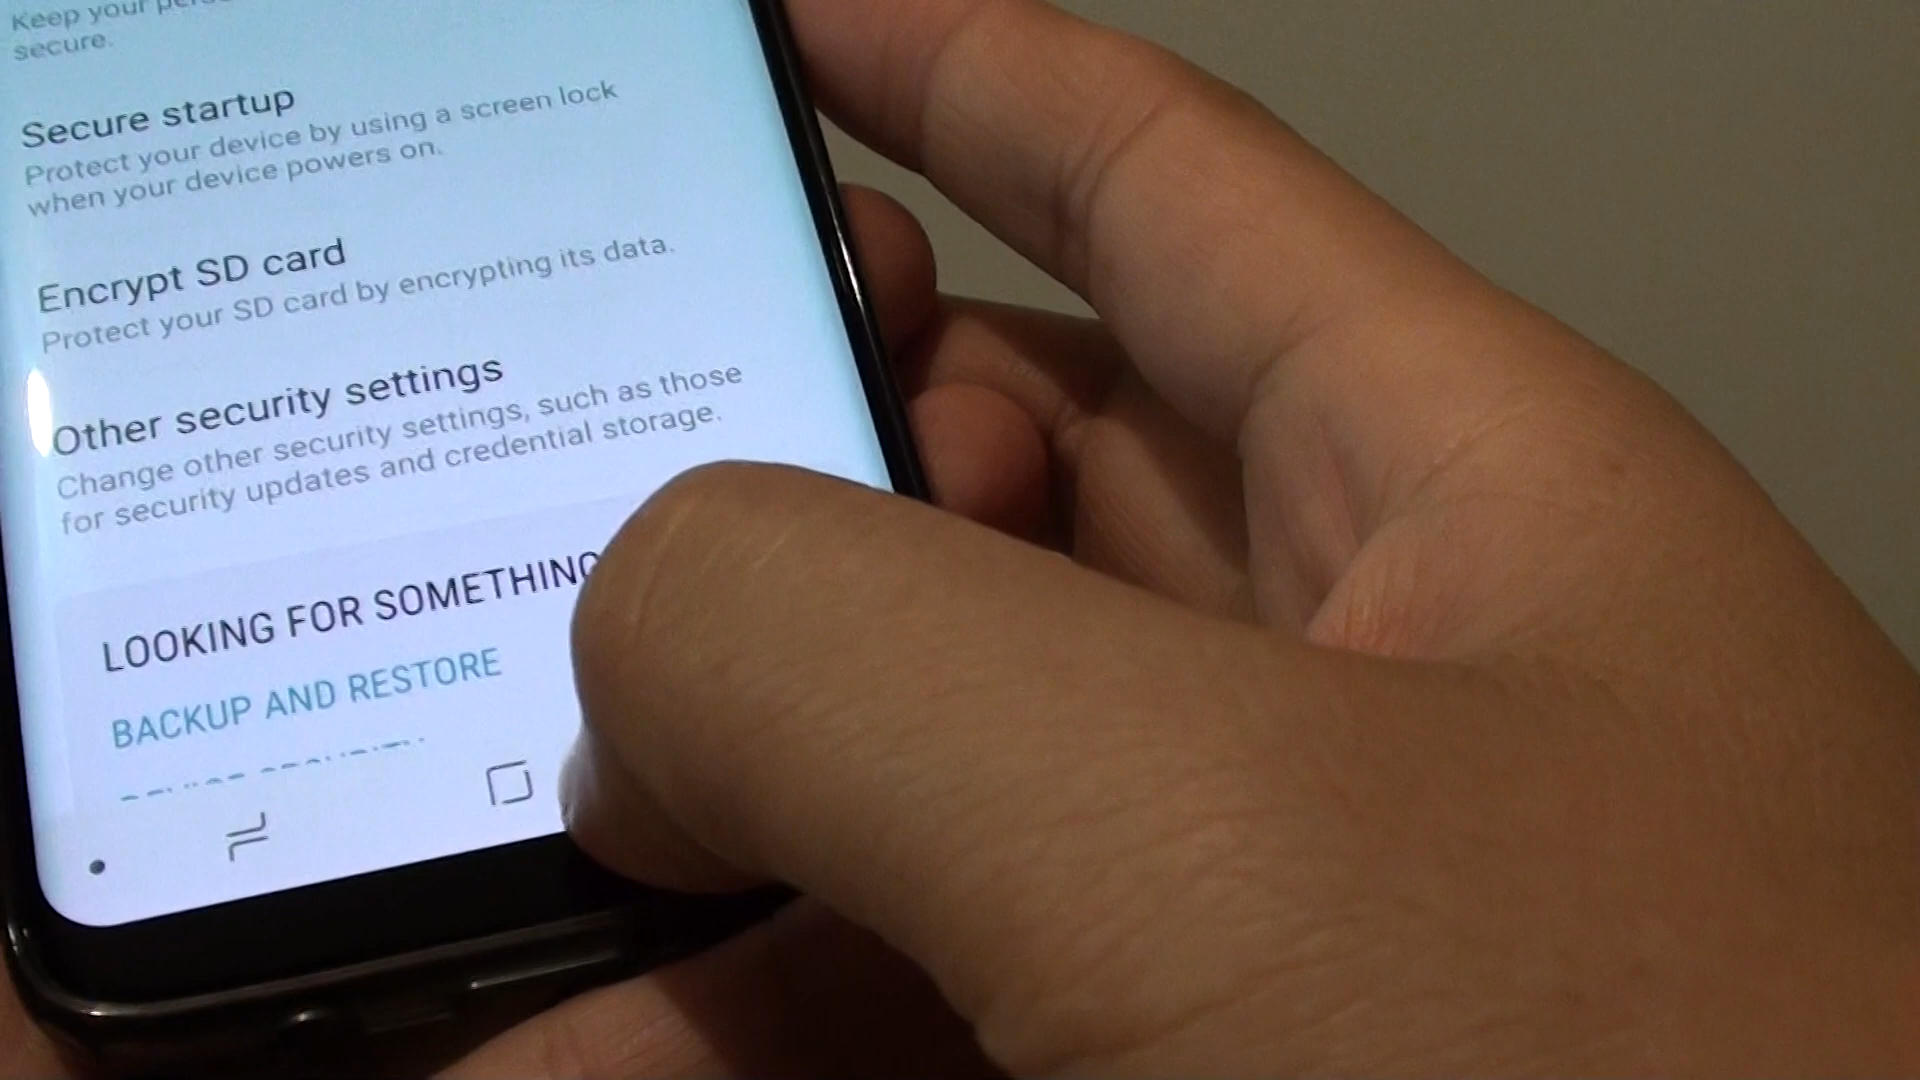 Keep your
secure.
Secure startup
Protect your device by using a screen lock
when your device powers on.
Encrypt SD card
Protect your SD card by encrypting its data.
Other security settings
Change other security settings, such as those
for security updates and credential storage.
LOOKING FOR SOMETHING
BACKUP AND RESTORE